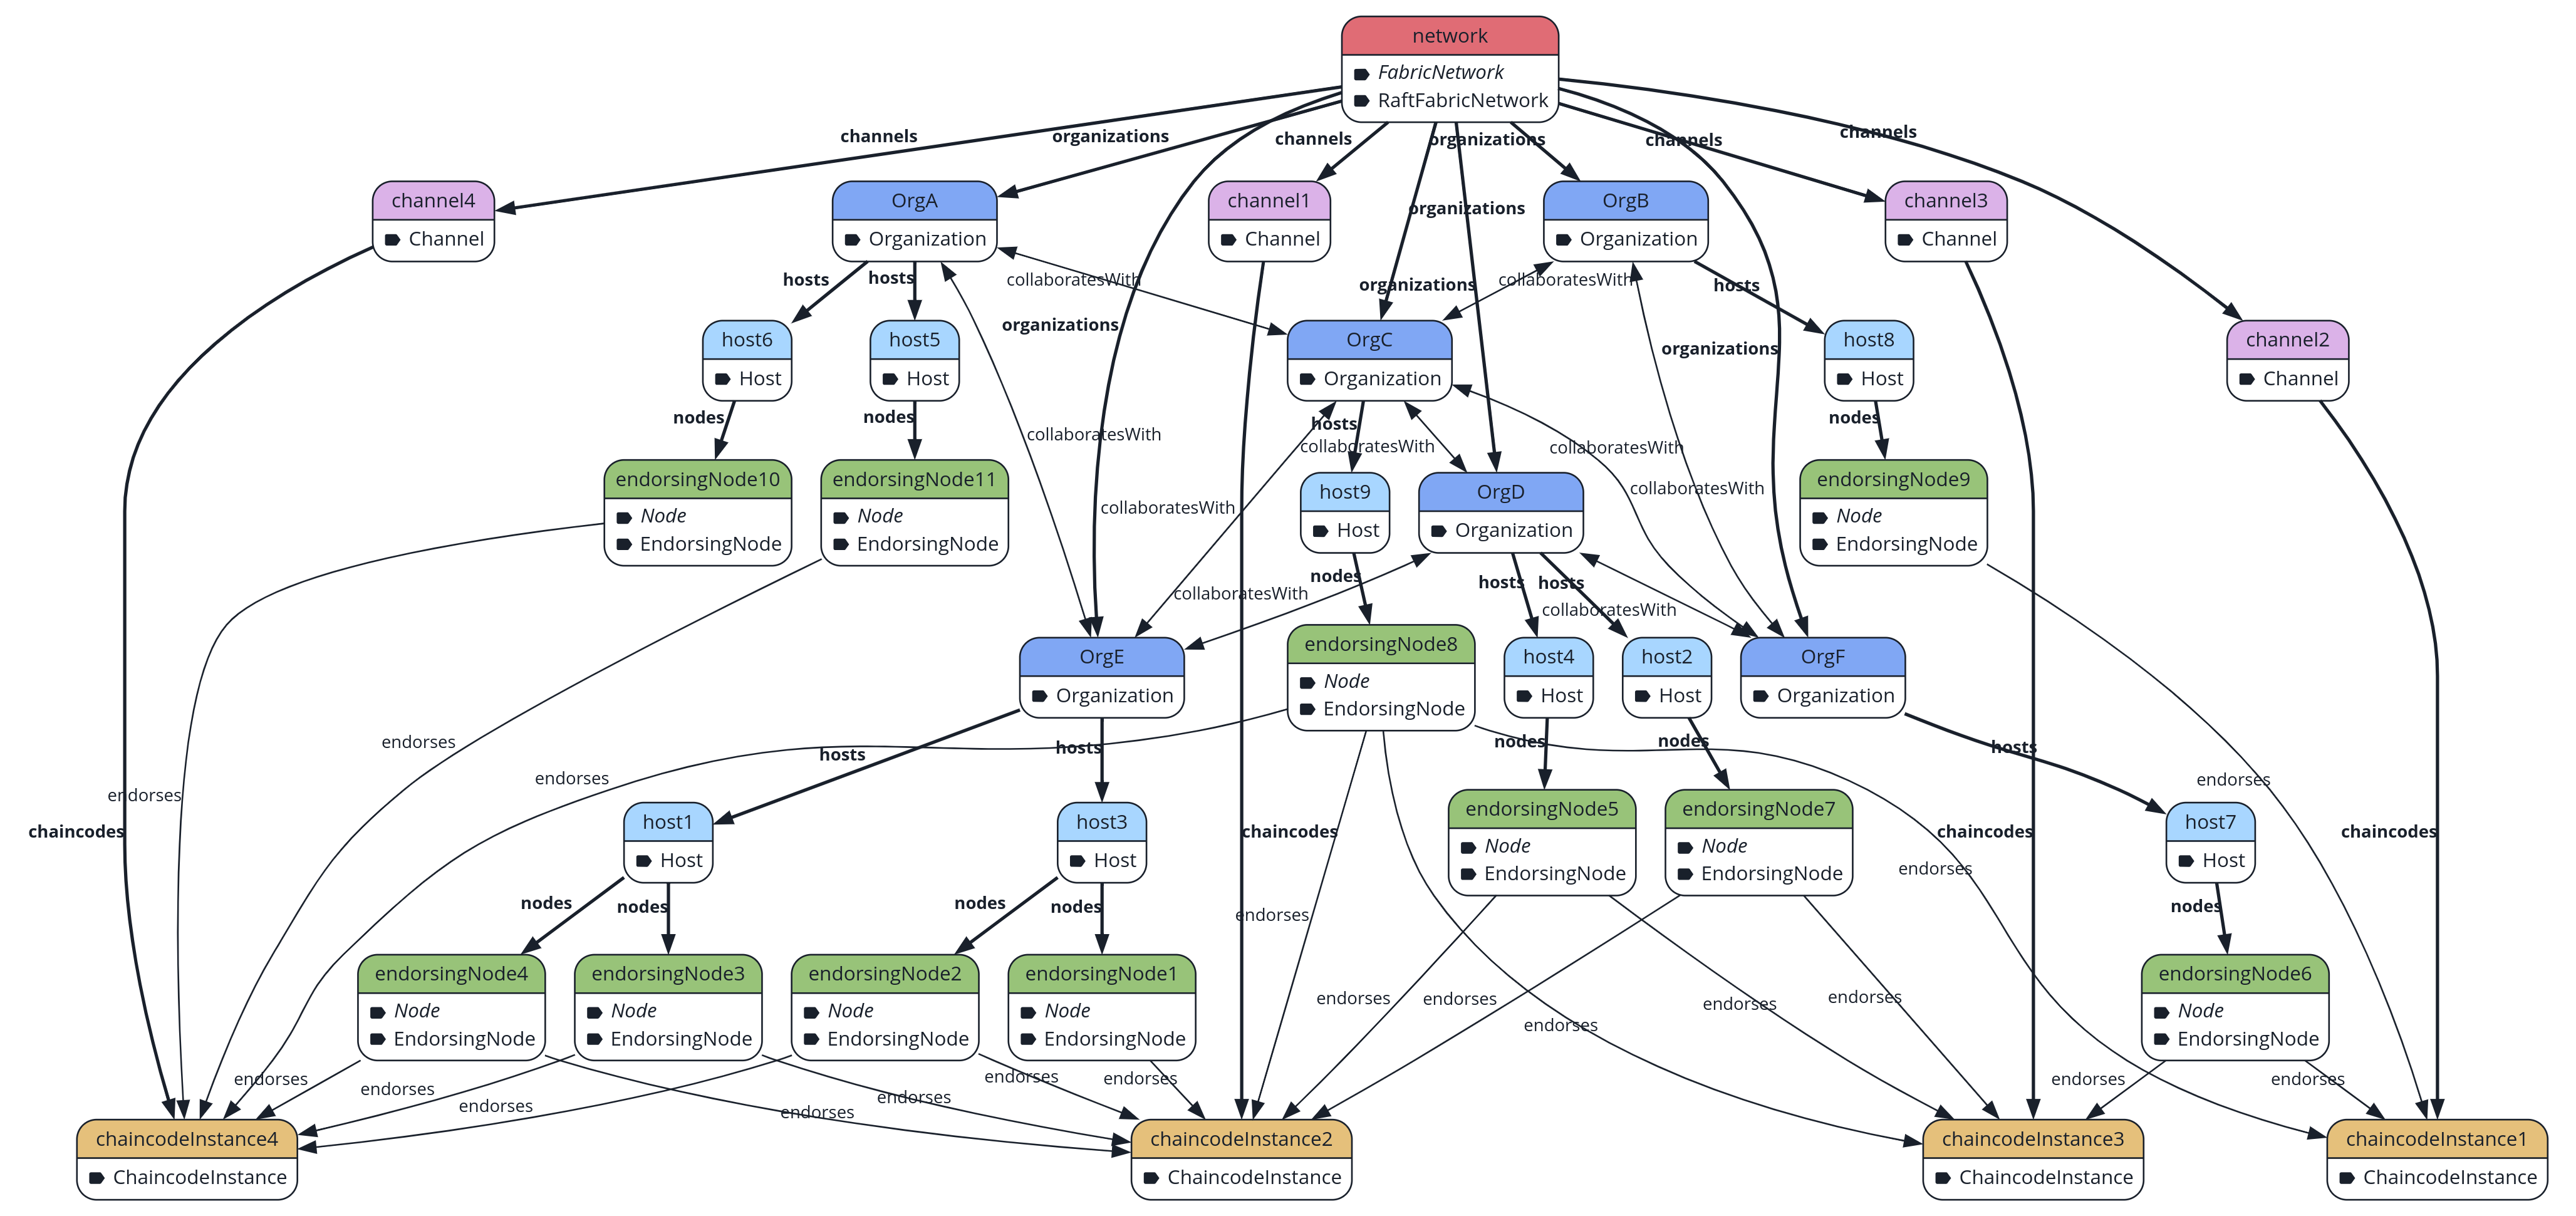 network
FabricNetwork
RaftFabricNetwork
channels
organizations
channels
organizations
channels
channels
channel4
Channel
OrgA
Organization
channel1
Channel
organizations
OrgB
Organization
channel3
Channel
hosts
hosts
collaboratesWith
organizations
collaboratesWith
hosts
organizations
host6
Host
host5
Host
OrgC
Organization
organizations
host8
Host
channel2
Channel
nodes
nodes
collaboratesWith
hosts
collaboratesWith
collaboratesWith
nodes
endorsingNode10
Node
EndorsingNode
endorsingNode11
Node
EndorsingNode
collaboratesWith
host9
Host
OrgD
Organization
collaboratesWith
endorsingNode9
Node
EndorsingNode
collaboratesWith
nodes
hosts
hosts
collaboratesWith
OrgE
Organization
endorsingNode8
Node
EndorsingNode
host4
Host
host2
Host
OrgF
Organization
endorses
endorses
hosts
hosts
nodes
nodes
hosts
endorses
endorses
chaincodes
host1
Host
host3
Host
chaincodes
endorsingNode5
Node
EndorsingNode
endorsingNode7
Node
EndorsingNode
endorses
chaincodes
host7
Host
chaincodes
nodes
nodes
nodes
nodes
endorses
nodes
endorsingNode4
Node
EndorsingNode
endorsingNode3
Node
EndorsingNode
endorsingNode2
Node
EndorsingNode
endorsingNode1
Node
EndorsingNode
endorses
endorses
endorses
endorses
endorses
endorsingNode6
Node
EndorsingNode
endorses
endorses
endorses
endorses
endorses
endorses
endorses
endorses
endorses
chaincodeInstance4
ChaincodeInstance
chaincodeInstance2
ChaincodeInstance
chaincodeInstance3
ChaincodeInstance
chaincodeInstance1
ChaincodeInstance